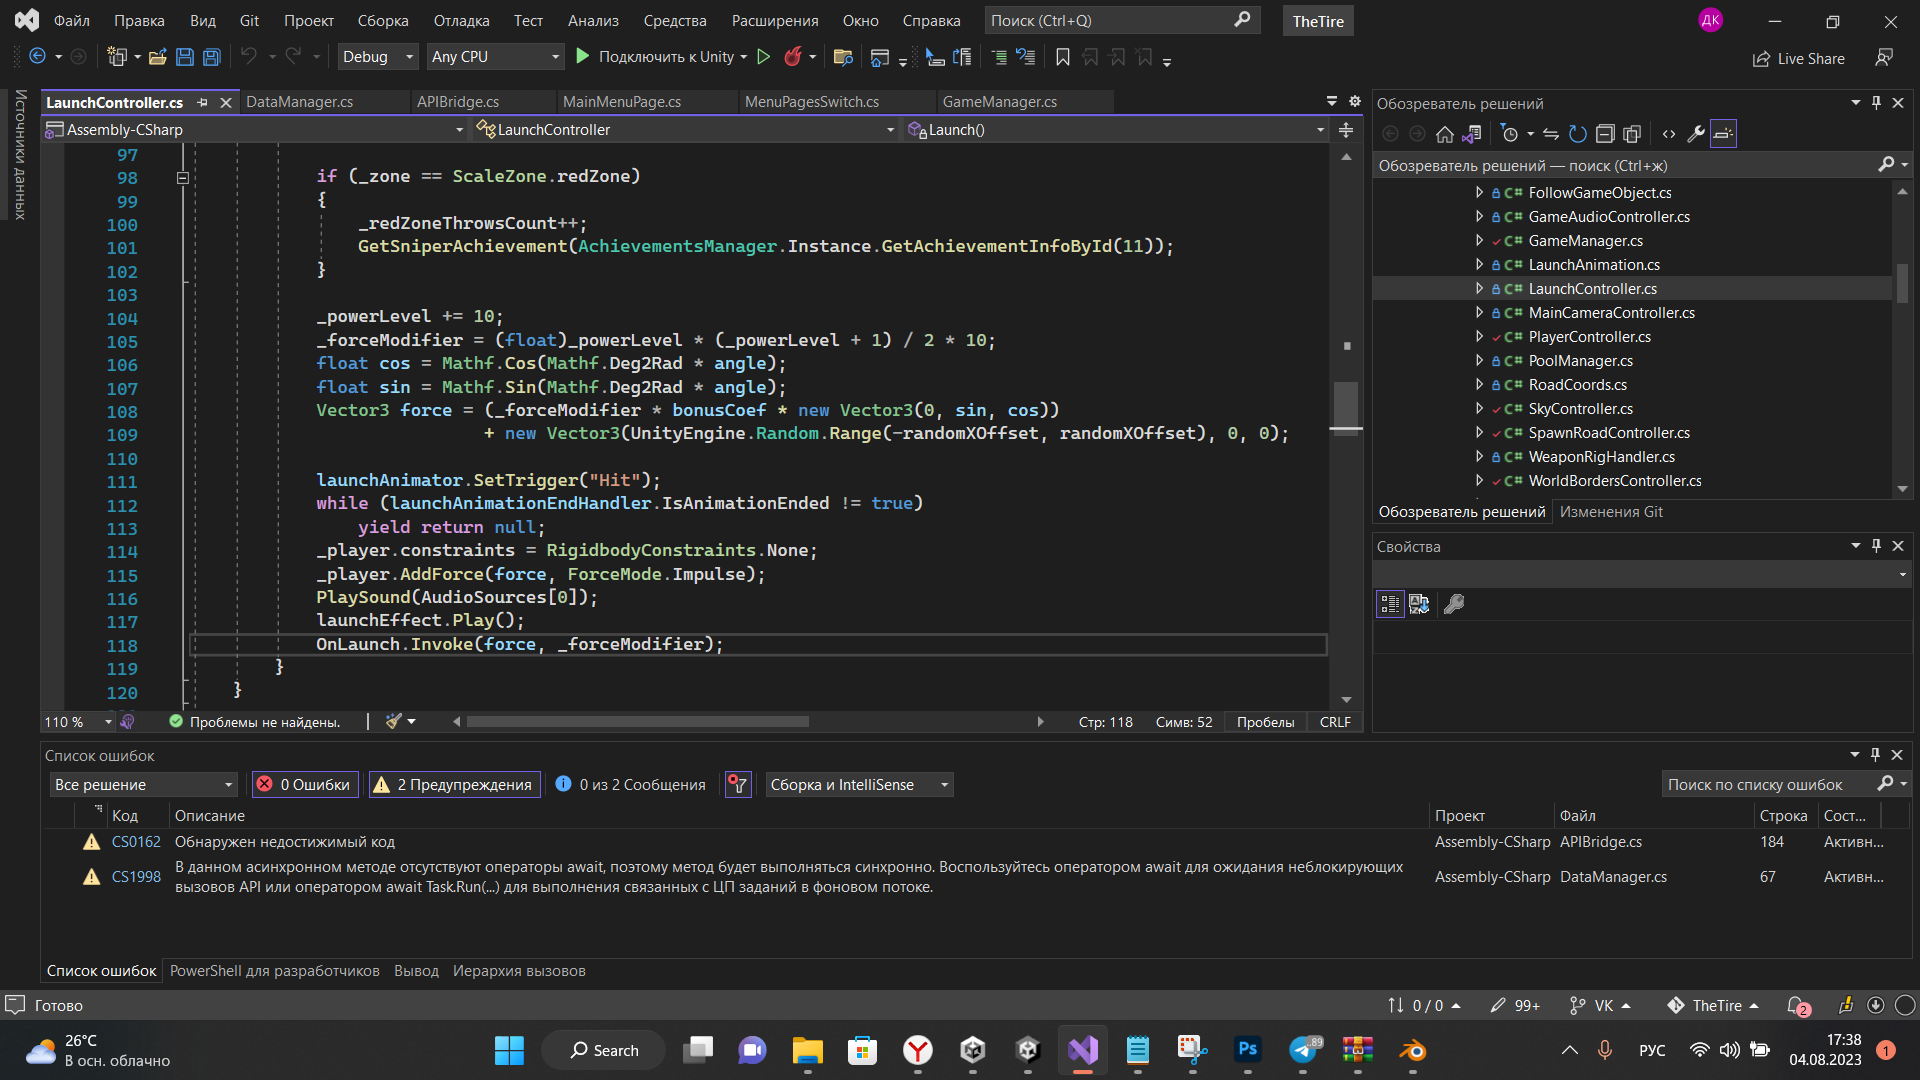 Файл Правка Вид Git Проект Сборка Отладка Тест Анализ Средства Расширения Окно Справка Поиск (Ctrl+Q) TheTire ДК
Debug Any CPU Подключить к Unity Live Share
Источники данных
LaunchController.cs DataManager.cs APIBridge.cs MainMenuPage.cs MenuPagesSwitch.cs GameManager.cs
Assembly-CSharp LaunchController Launch()
97
98 if (_zone == ScaleZone.redZone)
99 {
100 _redZoneThrowsCount++;
101 GetSniperAchievement(AchievementsManager.Instance.GetAchievementInfoById(11));
102 }
103
104 _powerLevel += 10;
105 _forceModifier = (float)_powerLevel * (_powerLevel + 1) / 2 * 10;
106 float cos = Mathf.Cos(Mathf.Deg2Rad * angle);
107 float sin = Mathf.Sin(Mathf.Deg2Rad * angle);
108 Vector3 force = (_forceModifier * bonusCoef * new Vector3(0, sin, cos))
109 + new Vector3(UnityEngine.Random.Range(-randomXOffset, randomXOffset), 0, 0);
110
111 launchAnimator.SetTrigger("Hit");
112 while (launchAnimationEndHandler.IsAnimationEnded != true)
113 yield return null;
114 _player.constraints = RigidbodyConstraints.None;
115 _player.AddForce(force, ForceMode.Impulse);
116 PlaySound(AudioSources[0]);
117 launchEffect.Play();
118 OnLaunch.Invoke(force, _forceModifier);
119 }
120 }
110 % Проблемы не найдены. Стр: 118 Симв: 52 Пробелы CRLF
Обозреватель решений
Обозреватель решений — поиск (Ctrl+ж)
C# FollowGameObject.cs
C# GameAudioController.cs
C# GameManager.cs
C# LaunchAnimation.cs
C# LaunchController.cs
C# MainCameraController.cs
C# PlayerController.cs
C# PoolManager.cs
C# RoadCoords.cs
C# SkyController.cs
C# SpawnRoadController.cs
C# WeaponRigHandler.cs
C# WorldBordersController.cs
Обозреватель решений Изменения Git
Свойства
Список ошибок
Все решение 0 Ошибки 2 Предупреждения 0 из 2 Сообщения Сборка и IntelliSense Поиск по списку ошибок
Код Описание Проект Файл Строка Сост...
CS0162 Обнаружен недостижимый код Assembly-CSharp APIBridge.cs 184 Активн...
CS1998 В данном асинхронном методе отсутствуют операторы await, поэтому метод будет выполняться синхронно. Воспользуйтесь оператором await для ожидания неблокирующих
вызовов API или оператором await Task.Run(...) для выполнения связанных с ЦП заданий в фоновом потоке. Assembly-CSharp DataManager.cs 67 Активн...
Список ошибок PowerShell для разработчиков Вывод Иерархия вызовов
Готово 0 / 0 99+ VK TheTire 2
26°C
В осн. облачно
Search Ps 89 РУС
17:38
04.08.2023 1